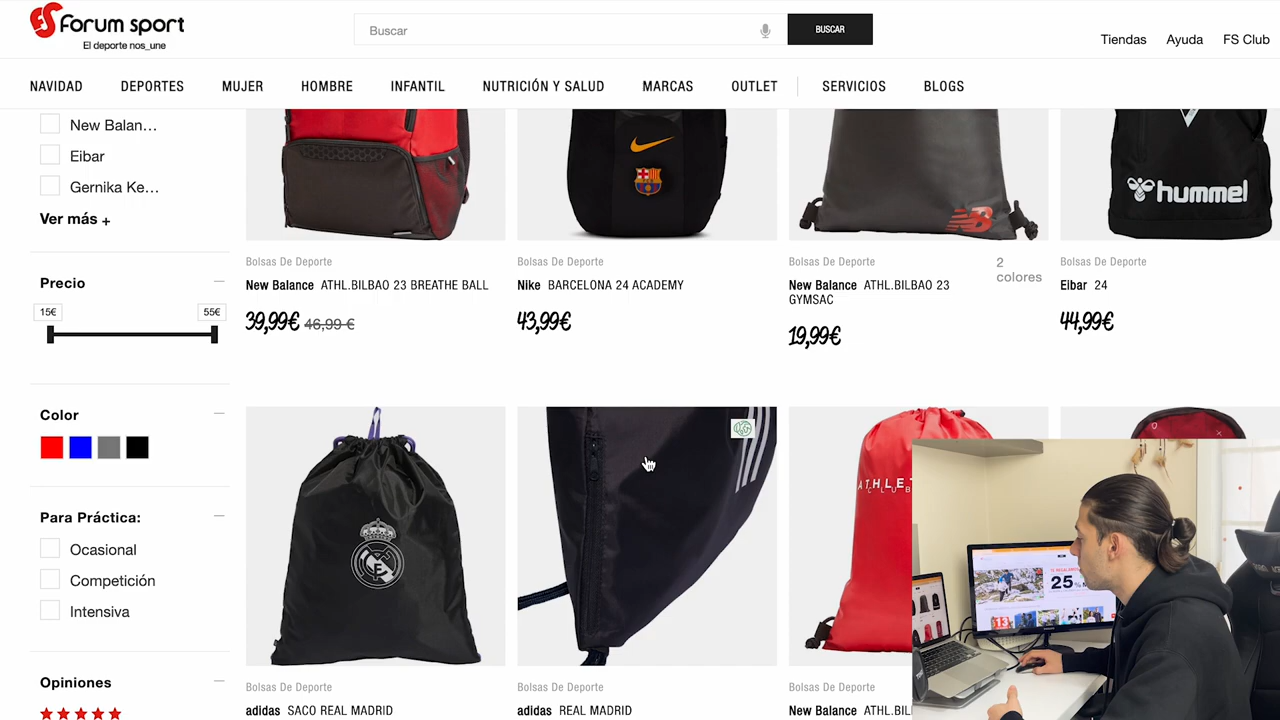 forum sport
El deporte nos_une
Buscar
BUSCAR
Tiendas
Ayuda
FS Club
NAVIDAD
DEPORTES
MUJER
HOMBRE
INFANTIL
NUTRICIÓN Y SALUD
MARCAS
OUTLET
SERVICIOS
BLOGS
New Balan...
Eibar
Gernika Ke...
Ver más +
Precio
15€
55€
Color
Para Práctica:
Ocasional
Competición
Intensiva
Opiniones
hummel
Bolsas De Deporte
New Balance ATHL.BILBAO 23 BREATHE BALL
39,99€ 46,99 €
Bolsas De Deporte
Nike BARCELONA 24 ACADEMY
43,99€
Bolsas De Deporte
2 colores
New Balance ATHL.BILBAO 23
GYMSAC
19,99€
Bolsas De Deporte
Eibar 24
44,99€
Bolsas De Deporte
adidas SACO REAL MADRID
Bolsas De Deporte
adidas REAL MADRID
ATHLET
CLUB
Bolsas De Deporte
New Balance ATHL.BIL
25%